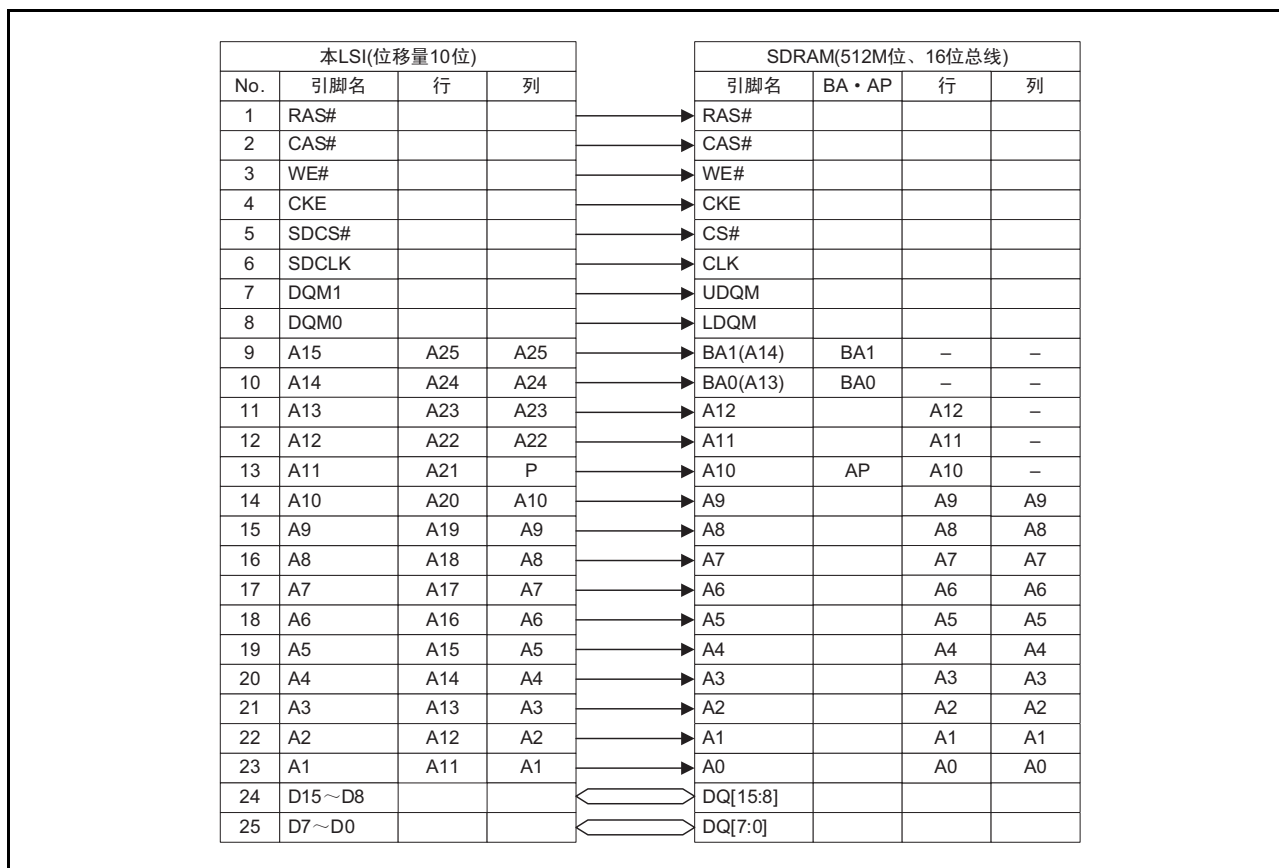 本LSI(位移量10位) SDRAM(512M位、16位总线)
No. 引脚名 行 列 引脚名 BA・AP 行 列
1 RAS# RAS#
2 CAS# CAS#
3 WE# WE#
4 CKE CKE
5 SDCS# CS#
6 SDCLK CLK
7 DQM1 UDQM
8 DQM0 LDQM
9 A15 A25 A25 BA1(A14) BA1 – –
10 A14 A24 A24 BA0(A13) BA0 – –
11 A13 A23 A23 A12 A12 –
12 A12 A22 A22 A11 A11 –
13 A11 A21 P A10 AP A10 –
14 A10 A20 A10 A9 A9 A9
15 A9 A19 A9 A8 A8 A8
16 A8 A18 A8 A7 A7 A7
17 A7 A17 A7 A6 A6 A6
18 A6 A16 A6 A5 A5 A5
19 A5 A15 A5 A4 A4 A4
20 A4 A14 A4 A3 A3 A3
21 A3 A13 A3 A2 A2 A2
22 A2 A12 A2 A1 A1 A1
23 A1 A11 A1 A0 A0 A0
24 D15～D8 DQ[15:8]
25 D7～D0 DQ[7:0]